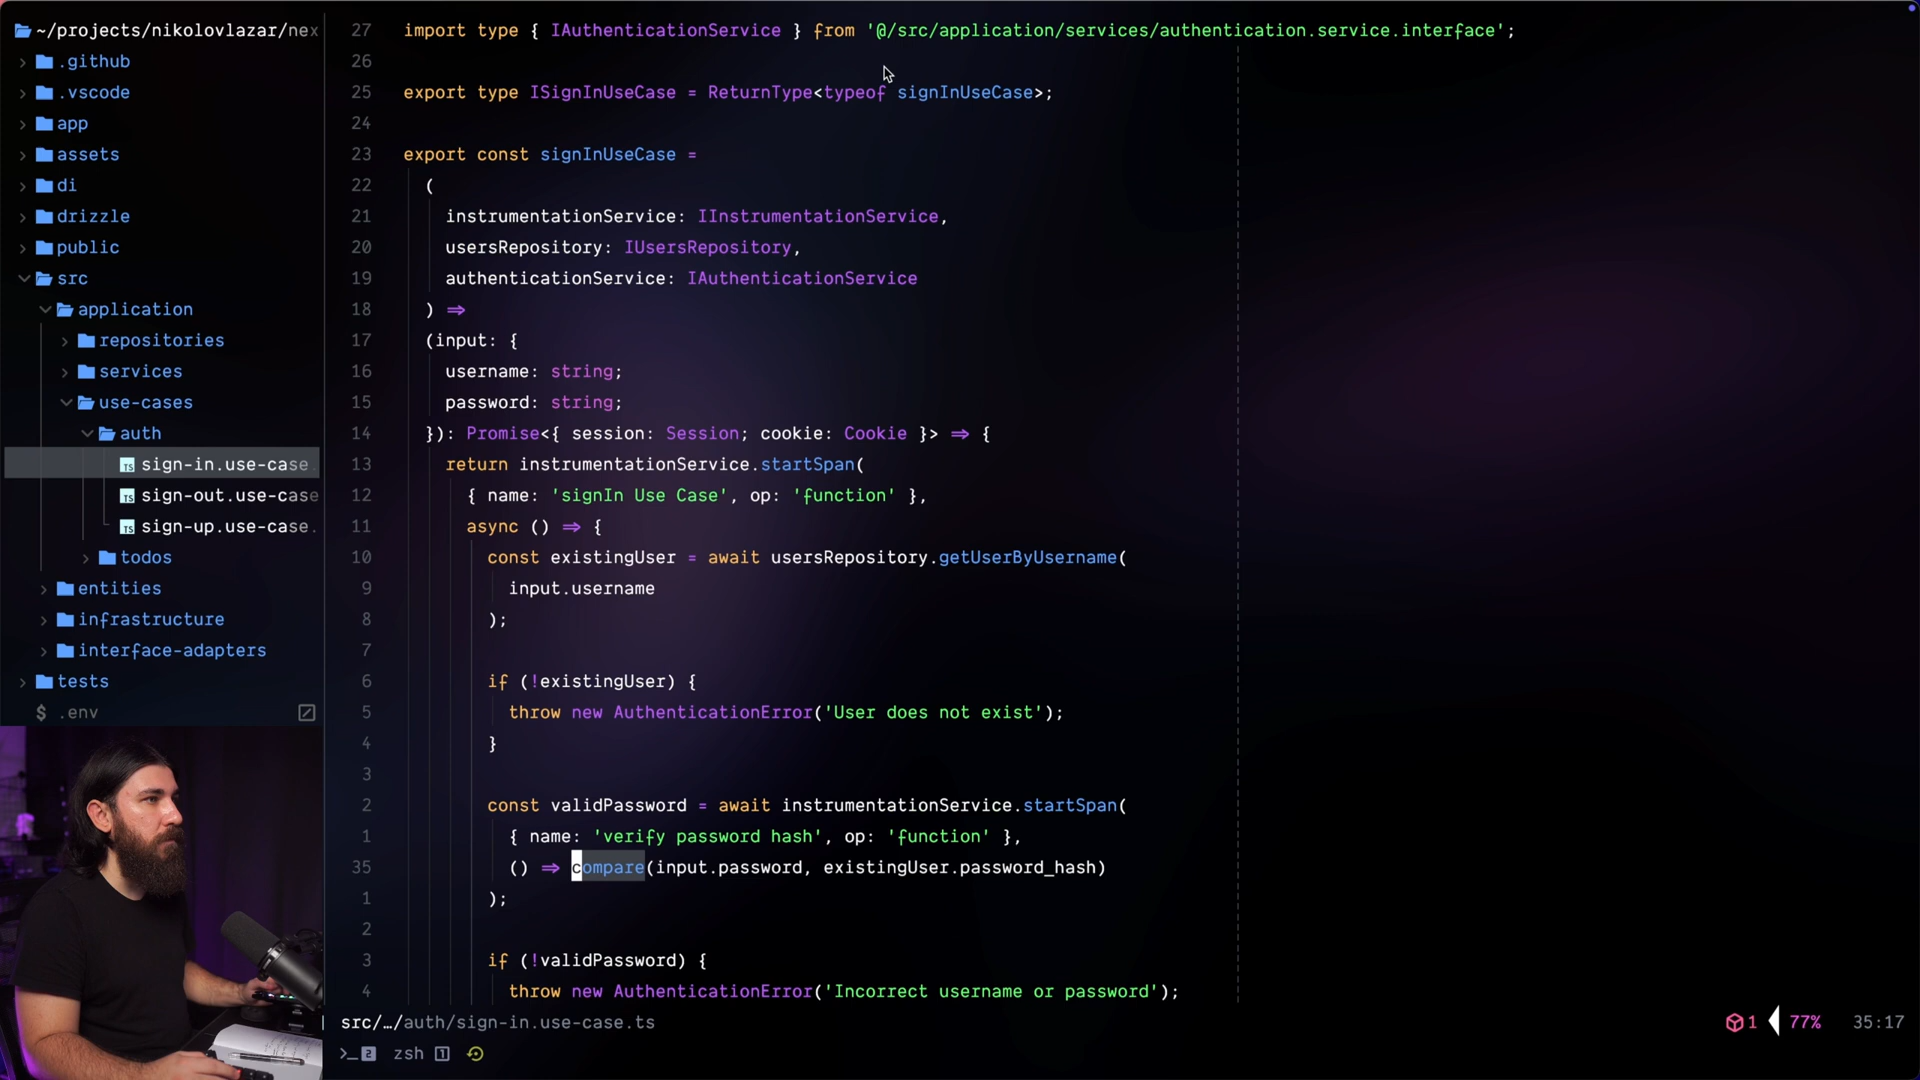 ~/projects/nikolovlazar/nex
.github
.vscode
app
assets
di
drizzle
public
src
application
repositories
services
use-cases
auth
sign-in.use-case.
sign-out.use-case
sign-up.use-case.
todos
entities
infrastructure
interface-adapters
tests
$ .env
27 import type { IAuthenticationService } from '@/src/application/services/authentication.service.interface';
26
25 export type ISignInUseCase = ReturnType<typeof signInUseCase>;
24
23 export const signInUseCase =
22 (
21 instrumentationService: IInstrumentationService,
20 usersRepository: IUsersRepository,
19 authenticationService: IAuthenticationService
18 ) =>
17 (input: {
16 username: string;
15 password: string;
14 }): Promise<{ session: Session; cookie: Cookie }> => {
13 return instrumentationService.startSpan(
12 { name: 'signIn Use Case', op: 'function' },
11 async () => {
10 const existingUser = await usersRepository.getUserByUsername(
9 input.username
8 );
7
6 if (!existingUser) {
5 throw new AuthenticationError('User does not exist');
4 }
3
2 const validPassword = await instrumentationService.startSpan(
1 { name: 'verify password hash', op: 'function' },
35 () => compare(input.password, existingUser.password_hash)
1 );
2
3 if (!validPassword) {
4 throw new AuthenticationError('Incorrect username or password');
src/…/auth/sign-in.use-case.ts
1 77% 35:17
>_ 2 zsh 1